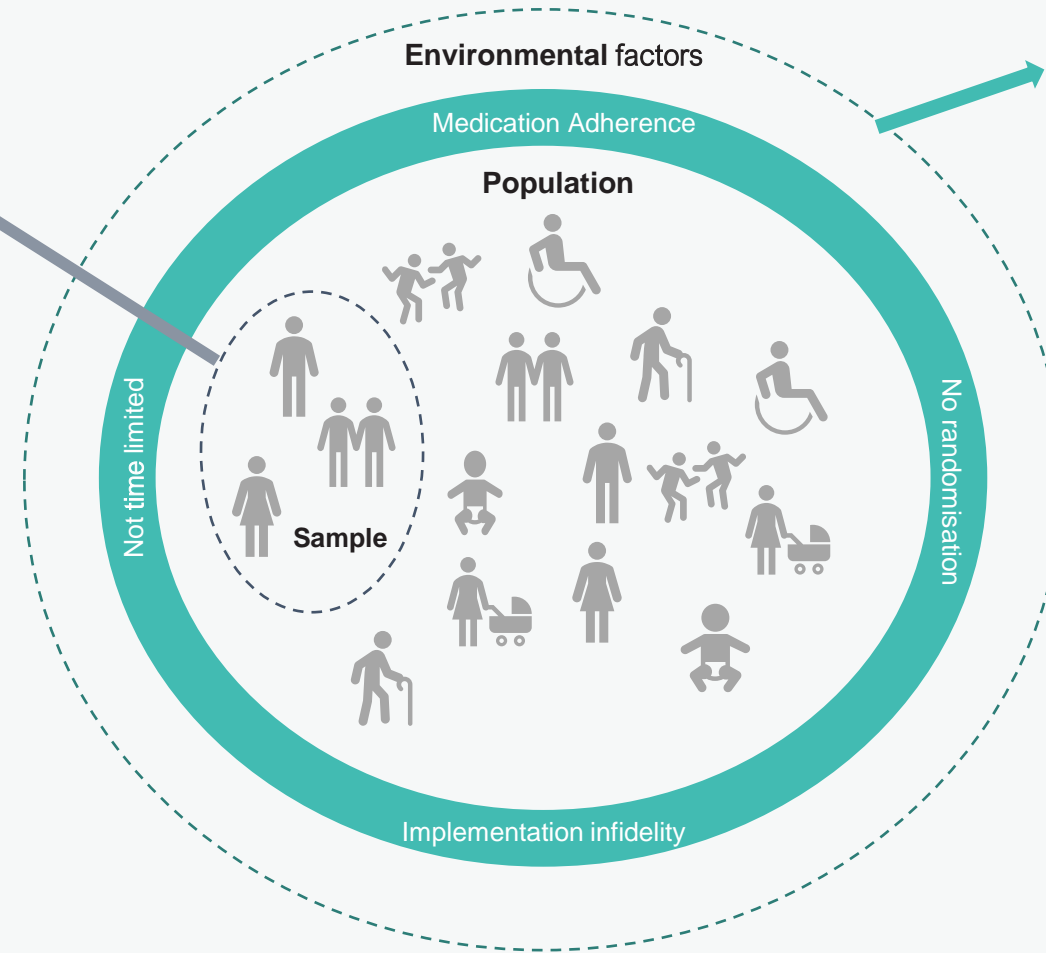 Environmental factors
Medication Adherence
Population
Not time limited
No randomisation
Sample
Implementation infidelity